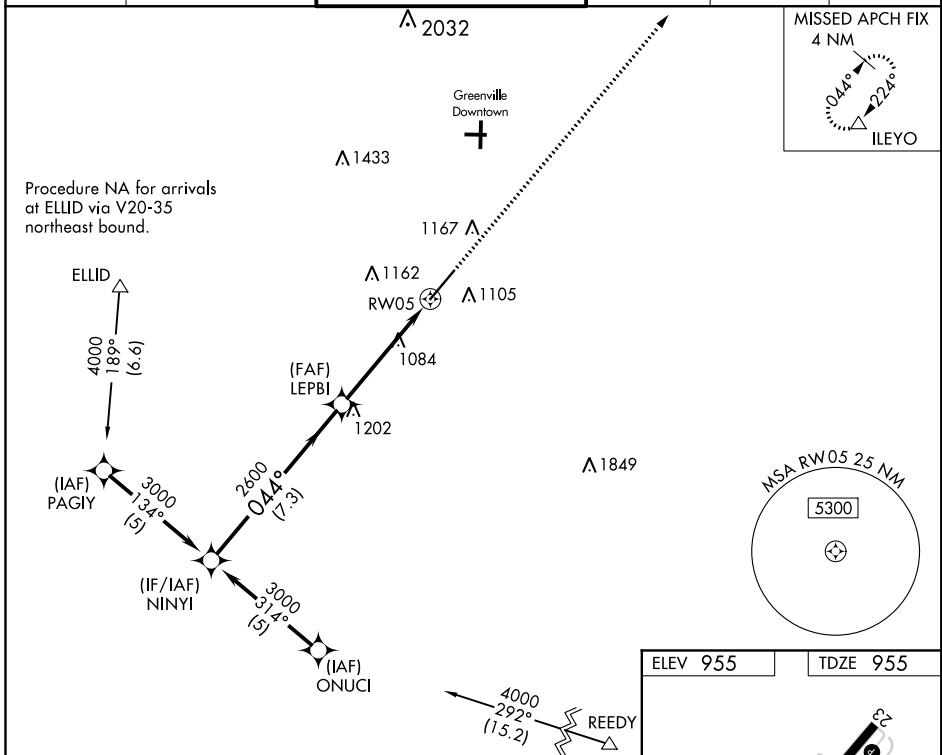 2032
MISSED APCH FIX
4 NM
044°
224°
ILEYO
Greenville
Downtown
1433
Procedure NA for arrivals
at ELLID via V20-35
northeast bound.
1167
ELLID
1162
RW05
1105
4000
189°
(6.6)
1084
(FAF)
LEPBI
1202
1849
MSA RW05 25 NM
5300
(IAF)
PAGIY
3000
134°
(5)
2600
044°
(7.3)
(IF/IAF)
NINYI
3000
314°
(5)
(IAF)
ONUCI
4000
292°
(15.2)
REEDY
ELEV 955
TDZE 955
23